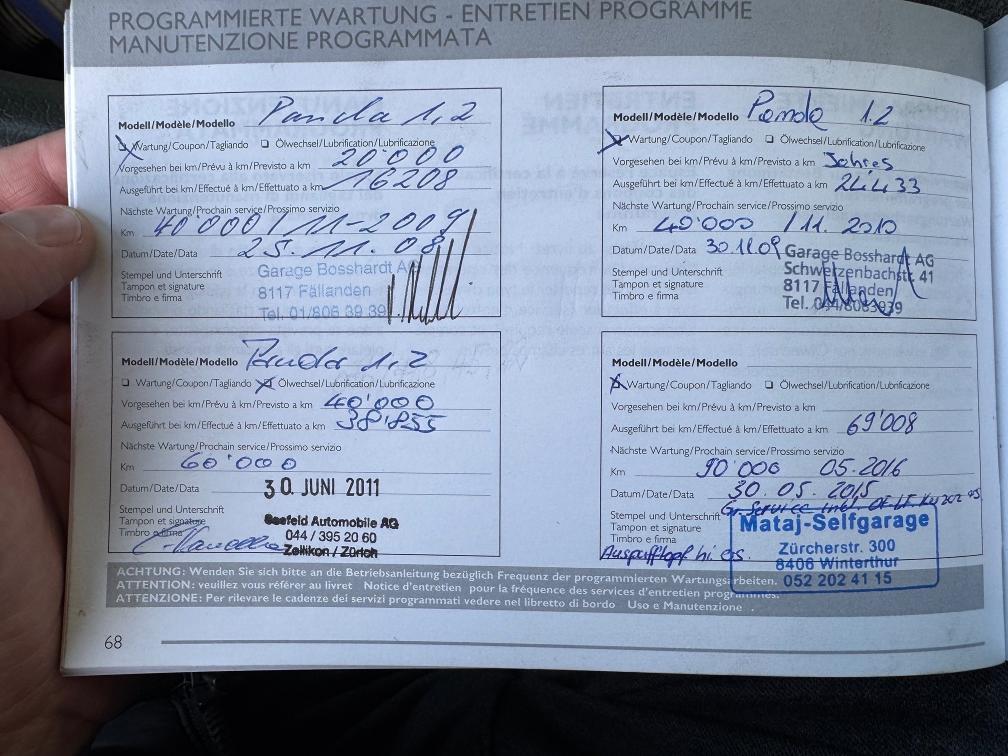 PROGRAMMIERTE WARTUNG - ENTRETIEN PROGRAMME
MANUTENZIONE PROGRAMMATA
Modell/Modèle/Modello Panda 1,2
Wartung/Coupon/Tagliando Ölwechsel/Lubrification/Lubrificazione
Vorgesehen bei km/Prévu à km/Previsto a km 20'000
Ausgeführt bei km/Effectué à km/Effettuato a km 16208
Nächste Wartung/Prochain service/Prossimo servizio
Km 40'000 / 11-2009
Datum/Date/Data 25.11.08
Stempel und Unterschrift
Tampon et signature
Timbro e firma
Garage Bosshardt AG
8117 Fällanden
Tel. 01/806 39 39
Modell/Modèle/Modello Panda 1.2
Wartung/Coupon/Tagliando Ölwechsel/Lubrification/Lubrificazione
Vorgesehen bei km/Prévu à km/Previsto a km Jahres
Ausgeführt bei km/Effectué à km/Effettuato a km 24433
Nächste Wartung/Prochain service/Prossimo servizio
Km 40'000 / 11. 2010
Datum/Date/Data 30.11.09
Stempel und Unterschrift
Tampon et signature
Timbro e firma
Garage Bosshardt AG
Schwerzenbachstr. 41
8117 Fällanden
Tel. 044/8063939
Modell/Modèle/Modello Panda 1,2
Wartung/Coupon/Tagliando Ölwechsel/Lubrification/Lubrificazione
Vorgesehen bei km/Prévu à km/Previsto a km 40'000
Ausgeführt bei km/Effectué à km/Effettuato a km 38'855
Nächste Wartung/Prochain service/Prossimo servizio
Km 60'000
Datum/Date/Data 30. JUNI 2011
Stempel und Unterschrift
Tampon et signature
Timbro e firma
Seefeld Automobile AG
044 / 395 20 60
Zollikon / Zürich
Modell/Modèle/Modello
Wartung/Coupon/Tagliando Ölwechsel/Lubrification/Lubrificazione
Vorgesehen bei km/Prévu à km/Previsto a km
Ausgeführt bei km/Effectué à km/Effettuato a km 69'008
Nächste Wartung/Prochain service/Prossimo servizio
Km 90'000 05.2016
Datum/Date/Data 30.05.2015
Gr. Service inkl.
Stempel und Unterschrift
Tampon et signature
Timbro e firma
Auspufftopf hi. ers.
Mataj-Selfgarage
Zürcherstr. 300
8406 Winterthur
052 202 41 15
ACHTUNG: Wenden Sie sich bitte an die Betriebsanleitung bezüglich Frequenz der programmierten Wartungsarbeiten.
ATTENTION: veuillez vous référer au livret Notice d'entretien pour la fréquence des services d'entretien programmes.
ATTENZIONE: Per rilevare le cadenze dei servizi programmati vedere nel libretto di bordo Uso e Manutenzione .
68